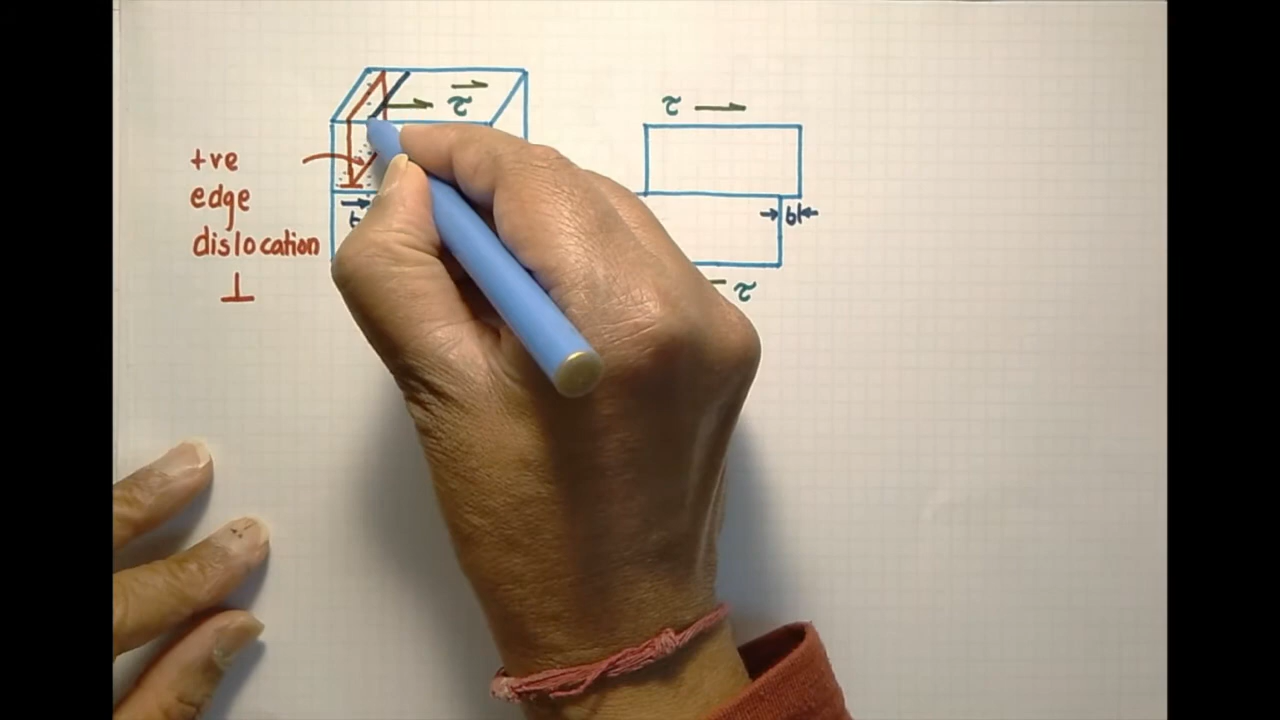 τ
τ
+ve
edge
dislocation
⊥
b
b
τ